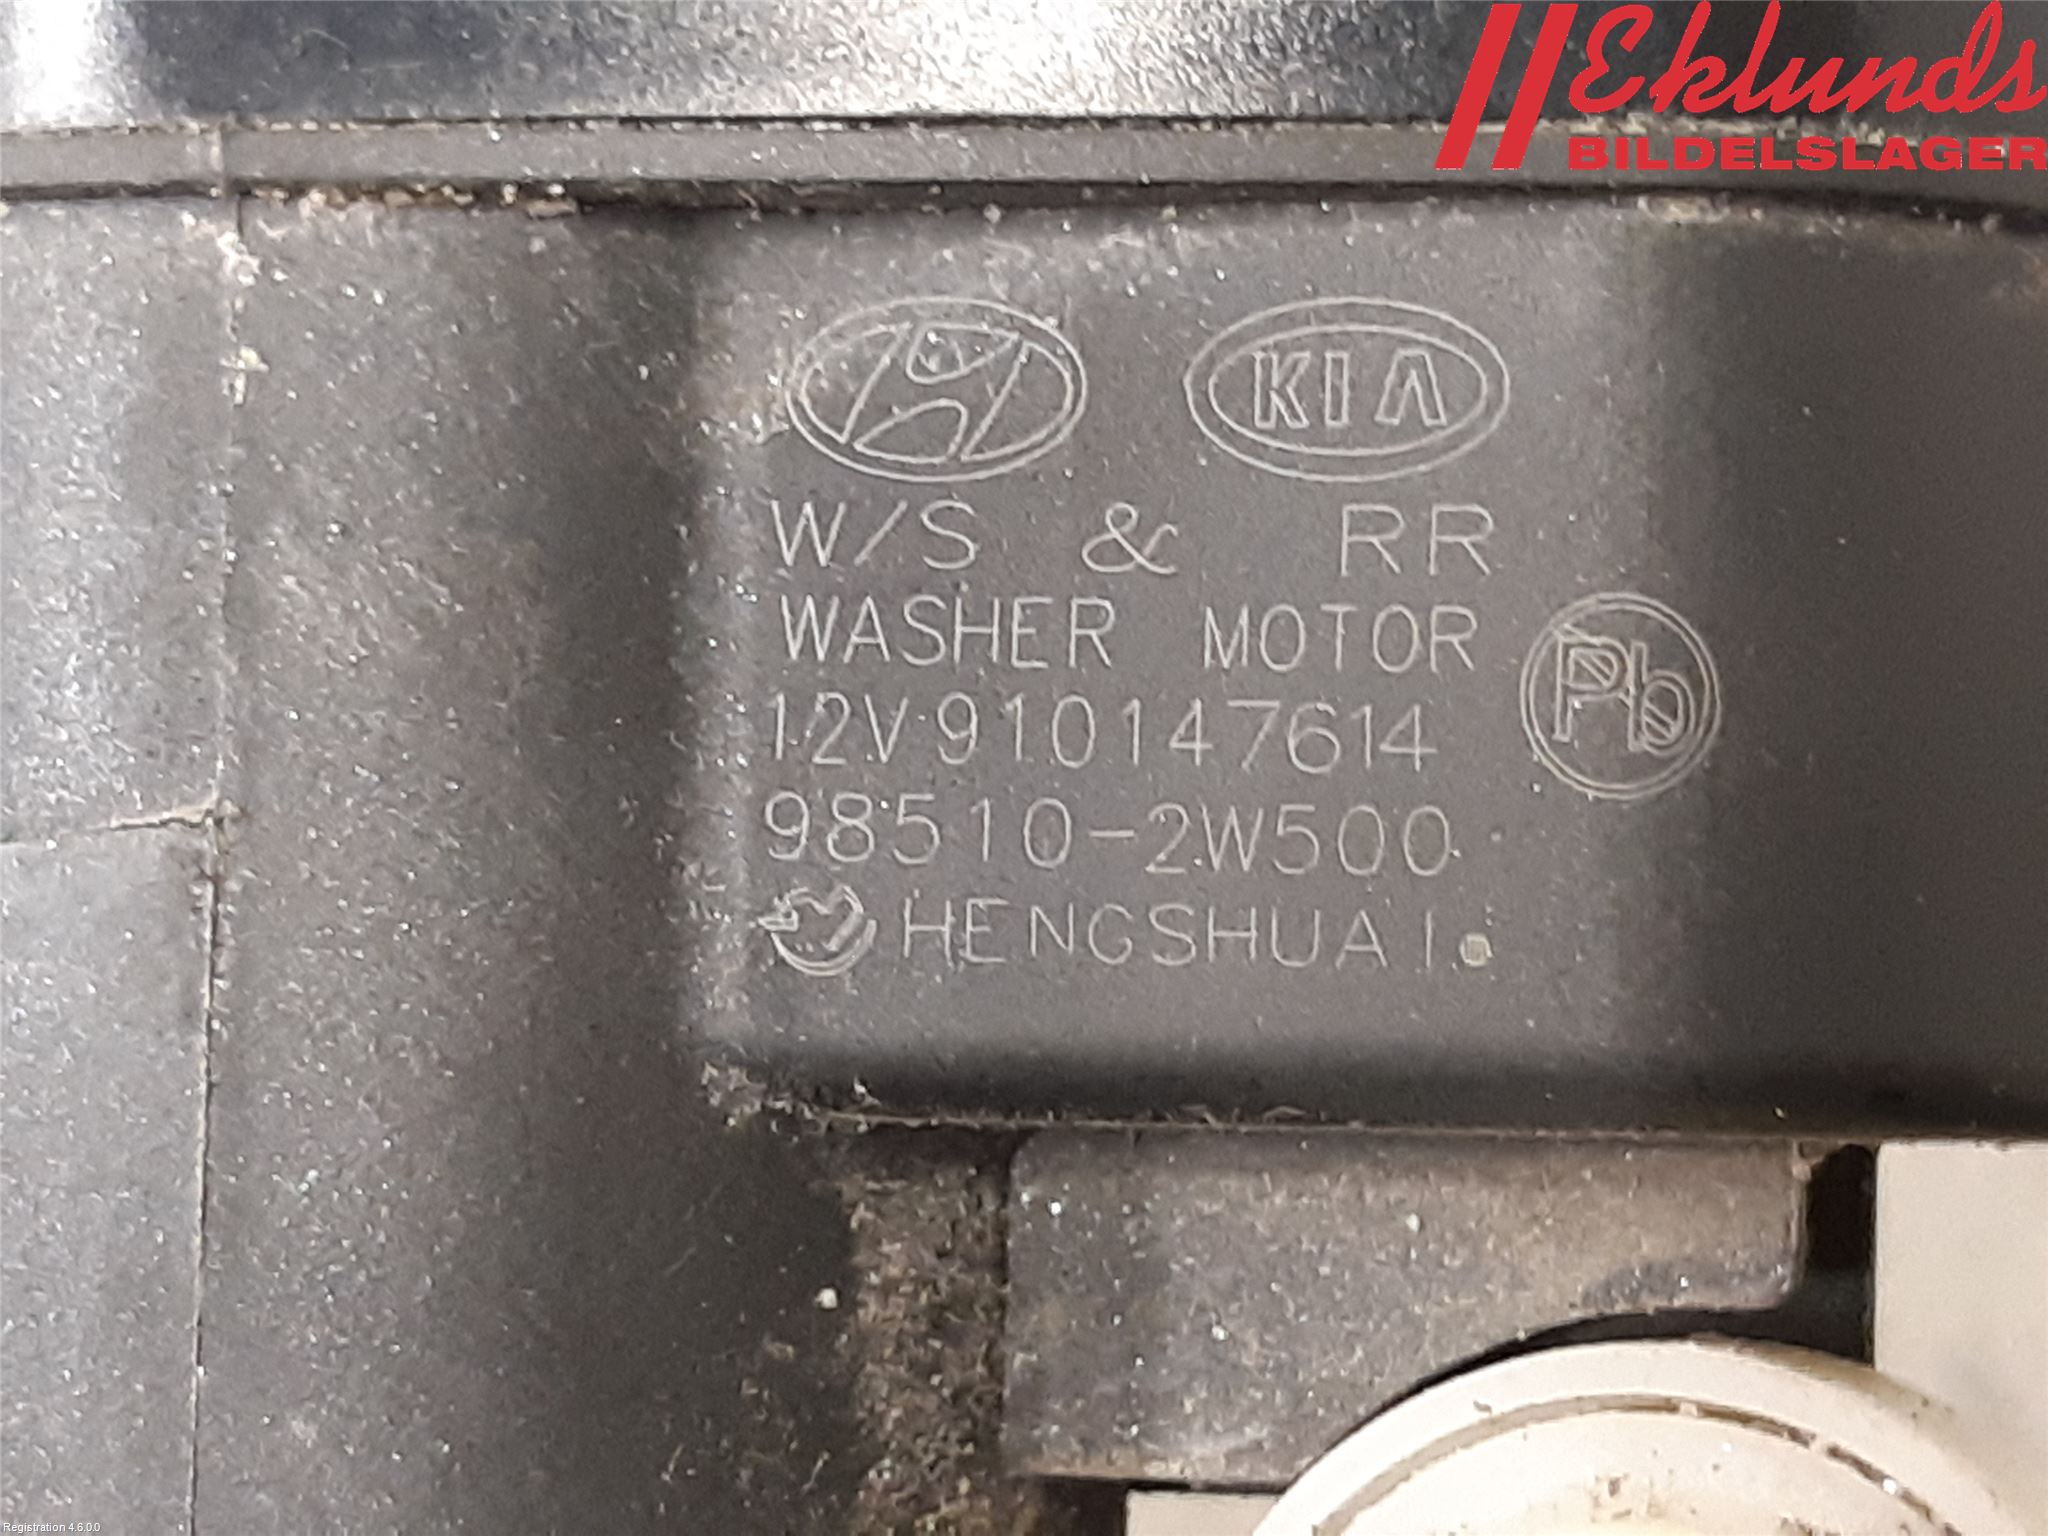 Eklunds
BILDELSLAGER
KIA
W/S & RR
WASHER MOTOR
12V 910147614
98510-2W500
HENGSHUAI
Pb
Registration 4.6.0.0